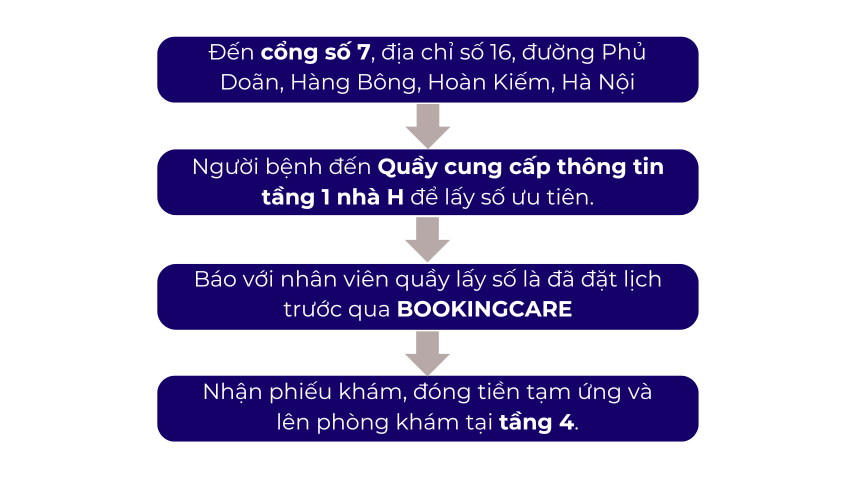 Đến cổng số 7, địa chỉ số 16, đường Phủ
Doãn, Hàng Bông, Hoàn Kiếm, Hà Nội
Người bệnh đến Quầy cung cấp thông tin
tầng 1 nhà H để lấy số ưu tiên.
Báo với nhân viên quầy lấy số là đã đặt lịch
trước qua BOOKINGCARE
Nhận phiếu khám, đóng tiền tạm ứng và
lên phòng khám tại tầng 4.